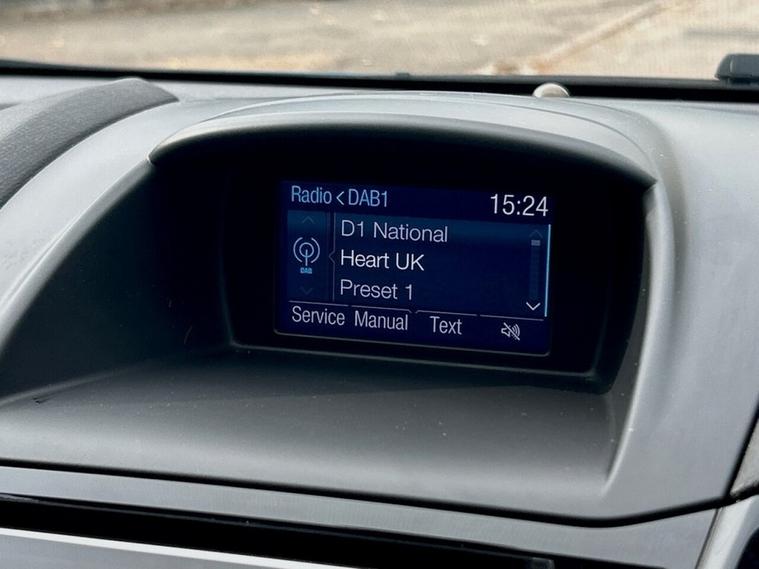 Radio < DAB1 15:24
D1 National
DAB Heart UK
Preset 1
Service Manual Text